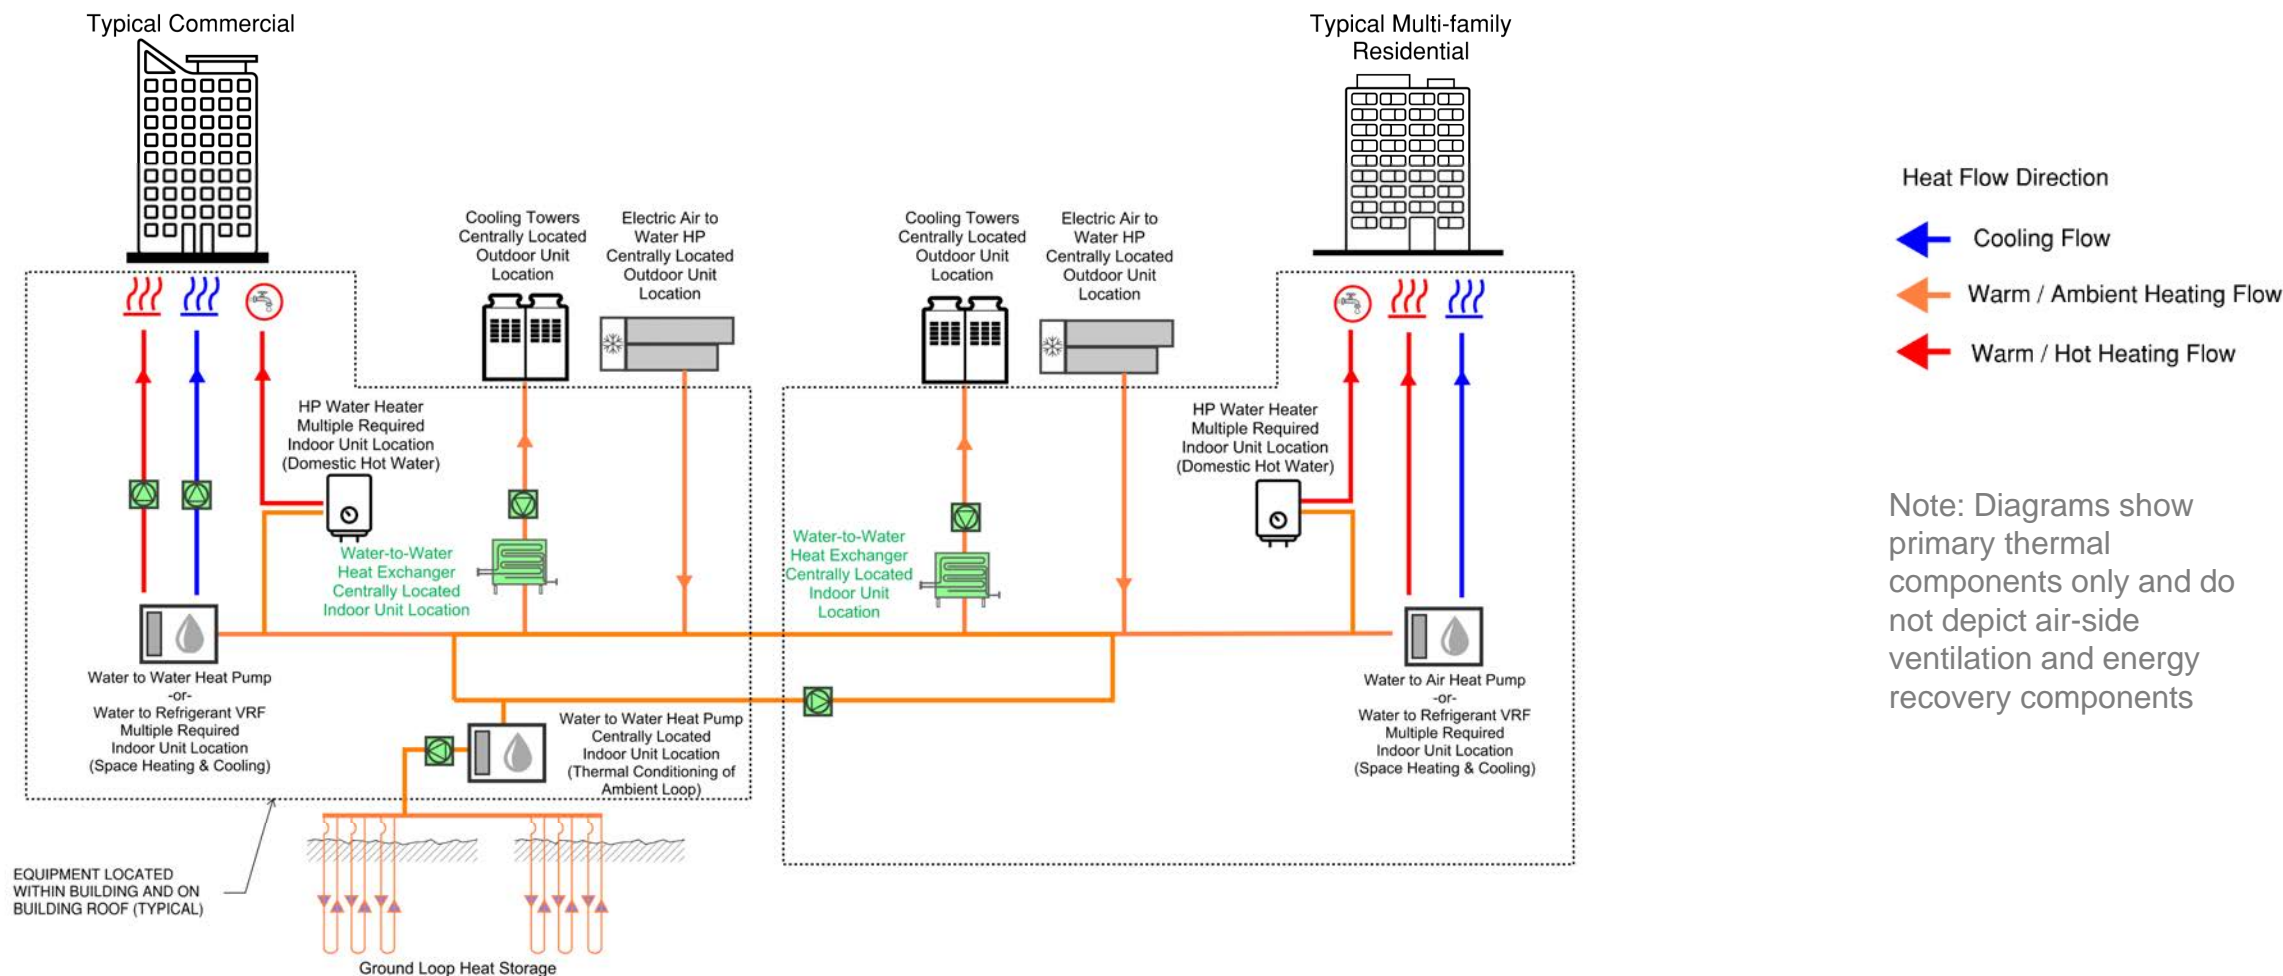 Typical Commercial
Typical Multi-family
Residential
Cooling Towers
Centrally Located
Outdoor Unit
Location
Electric Air to
Water HP
Centrally Located
Outdoor Unit
Location
Cooling Towers
Centrally Located
Outdoor Unit
Location
Electric Air to
Water HP
Centrally Located
Outdoor Unit
Location
Heat Flow Direction
Cooling Flow
Warm / Ambient Heating Flow
Warm / Hot Heating Flow
HP Water Heater
Multiple Required
Indoor Unit Location
(Domestic Hot Water)
HP Water Heater
Multiple Required
Indoor Unit Location
(Domestic Hot Water)
Water-to-Water
Heat Exchanger
Centrally Located
Indoor Unit Location
Water-to-Water
Heat Exchanger
Centrally Located
Indoor Unit
Location
Note: Diagrams show
primary thermal
components only and do
not depict air-side
ventilation and energy
recovery components
Water to Water Heat Pump
-or-
Water to Refrigerant VRF
Multiple Required
Indoor Unit Location
(Space Heating & Cooling)
Water to Water Heat Pump
Centrally Located
Indoor Unit Location
(Thermal Conditioning of
Ambient Loop)
Water to Air Heat Pump
-or-
Water to Refrigerant VRF
Multiple Required
Indoor Unit Location
(Space Heating & Cooling)
EQUIPMENT LOCATED
WITHIN BUILDING AND ON
BUILDING ROOF (TYPICAL)
Ground Loop Heat Storage